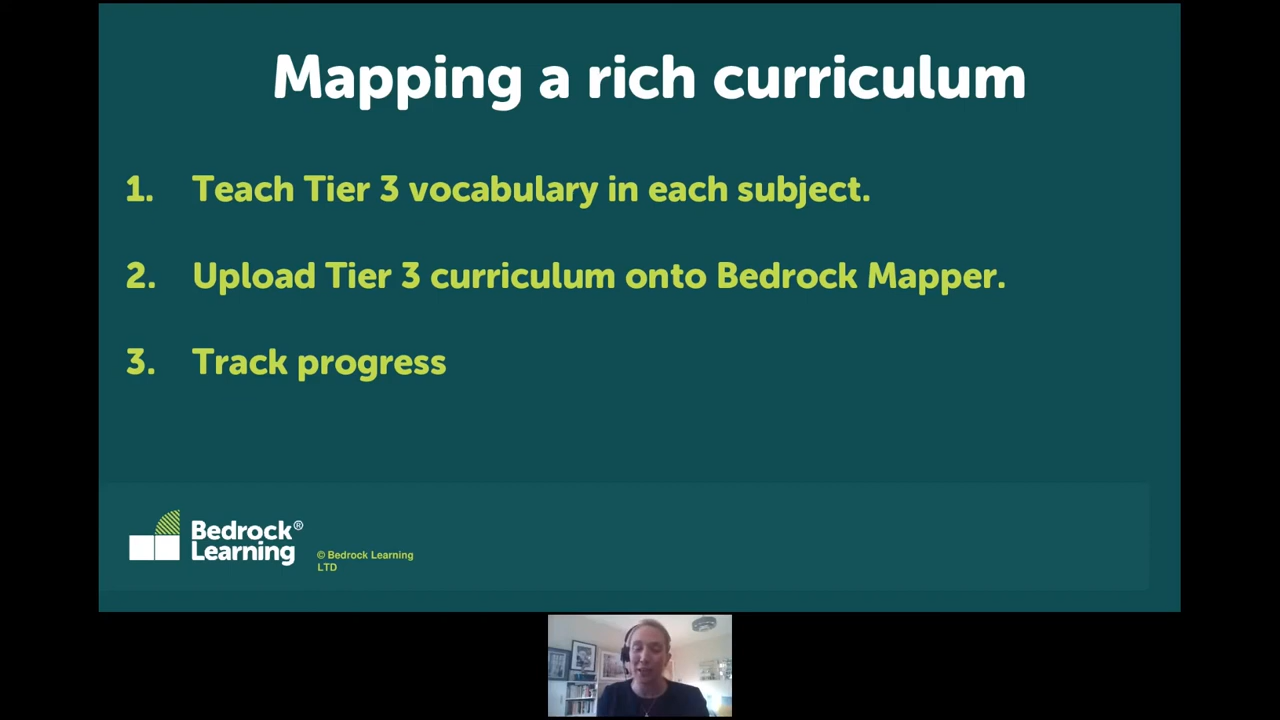 Mapping a rich curriculum
1. Teach Tier 3 vocabulary in each subject.
2. Upload Tier 3 curriculum onto Bedrock Mapper.
3. Track progress
Bedrock®
Learning
© Bedrock Learning
LTD